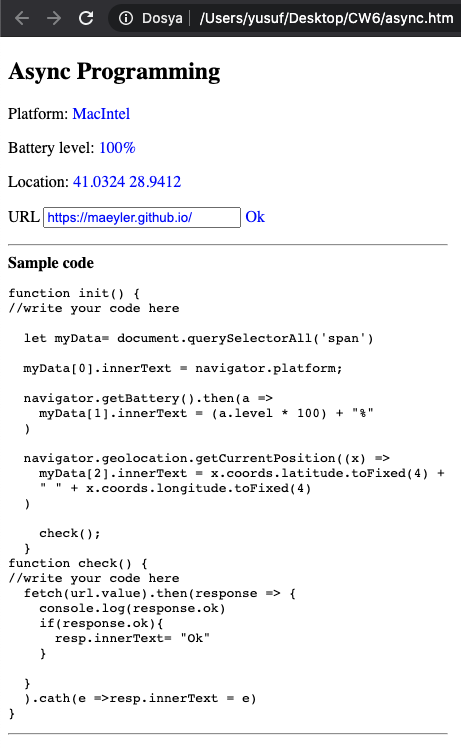 Dosya /Users/yusuf/Desktop/CW6/async.htm
Async Programming
Platform: MacIntel
Battery level: 100%
Location: 41.0324 28.9412
URL https://maeyler.github.io/ Ok
Sample code
function init() {
//write your code here
let myData= document.querySelectorAll('span')
myData[0].innerText = navigator.platform;
navigator.getBattery().then(a =>
myData[1].innerText = (a.level * 100) + "%"
)
navigator.geolocation.getCurrentPosition((x) =>
myData[2].innerText = x.coords.latitude.toFixed(4) +
" " + x.coords.longitude.toFixed(4)
)
check();
}
function check() {
//write your code here
fetch(url.value).then(response => {
console.log(response.ok)
if(response.ok){
resp.innerText= "Ok"
}
}
).cath(e =>resp.innerText = e)
}